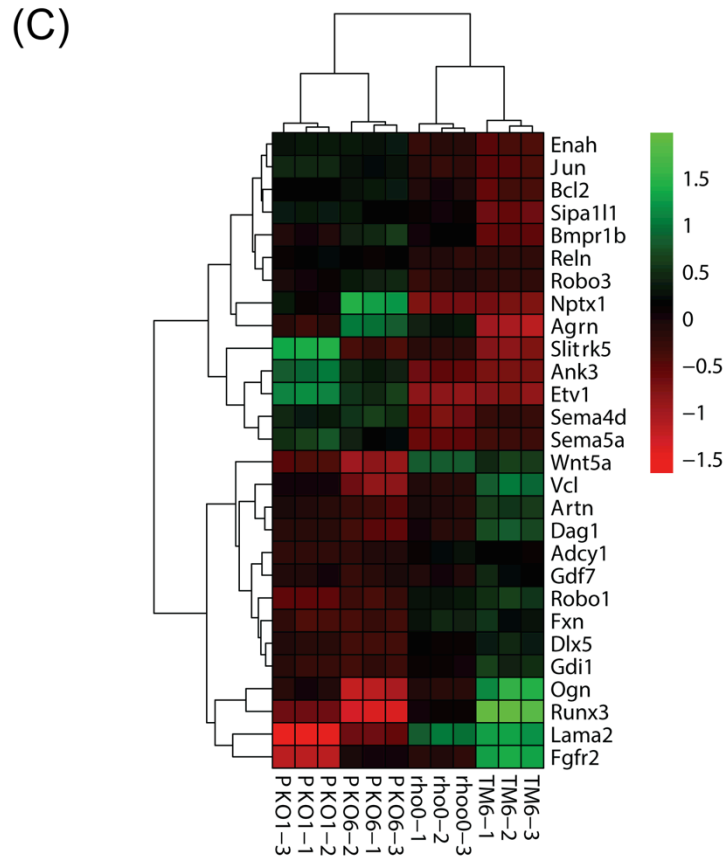 (C)
Enah
Jun
Bcl2
Sipa1l1
Bmpr1b
Reln
Robo3
Nptx1
Agrn
Slitrk5
Ank3
Etv1
Sema4d
Sema5a
Wnt5a
Vcl
Artn
Dag1
Adcy1
Gdf7
Robo1
Fxn
Dlx5
Gdi1
Ogn
Runx3
Lama2
Fgfr2
1.5
1
0.5
0
−0.5
−1
−1.5
PKO1−3
PKO1−1
PKO1−2
PKO6−2
PKO6−1
PKO6−3
rho0−1
rho0−2
rhoo0−3
TM6−1
TM6−2
TM6−3